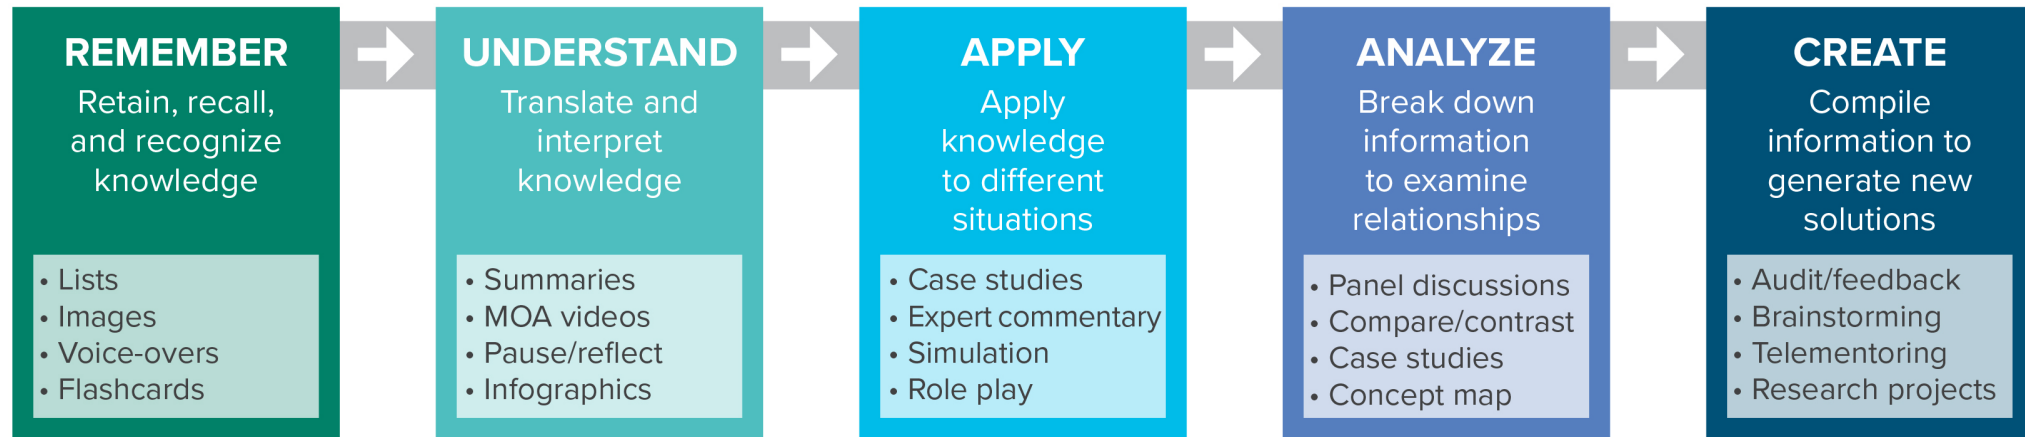 REMEMBER
Retain, recall,
and recognize
knowledge
• Lists
• Images
• Voice-overs
• Flashcards
UNDERSTAND
Translate and
interpret
knowledge
• Summaries
• MOA videos
• Pause/reflect
• Infographics
APPLY
Apply
knowledge
to different
situations
• Case studies
• Expert commentary
• Simulation
• Role play
ANALYZE
Break down
information
to examine
relationships
• Panel discussions
• Compare/contrast
• Case studies
• Concept map
CREATE
Compile
information to
generate new
solutions
• Audit/feedback
• Brainstorming
• Telementoring
• Research projects